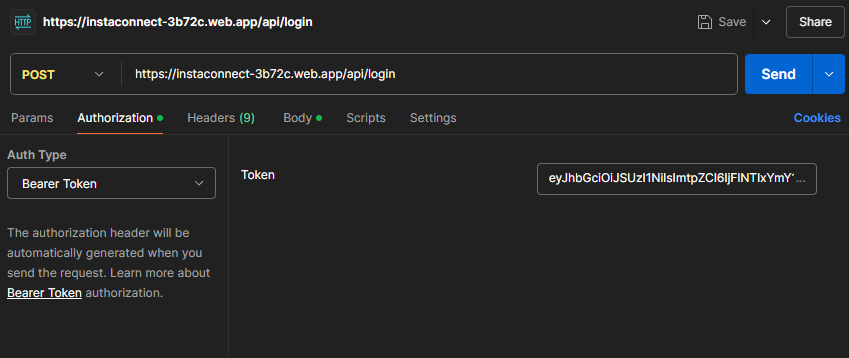 HTTP https://instaconnect-3b72c.web.app/api/login Save Share
POST https://instaconnect-3b72c.web.app/api/login Send
Params Authorization Headers (9) Body Scripts Settings Cookies
Auth Type
Bearer Token
Token eyJhbGciOiJSUzI1NiIsImtpZCI6IjFlNTIxYmY1...
The authorization header will be
automatically generated when you
send the request. Learn more about
Bearer Token authorization.